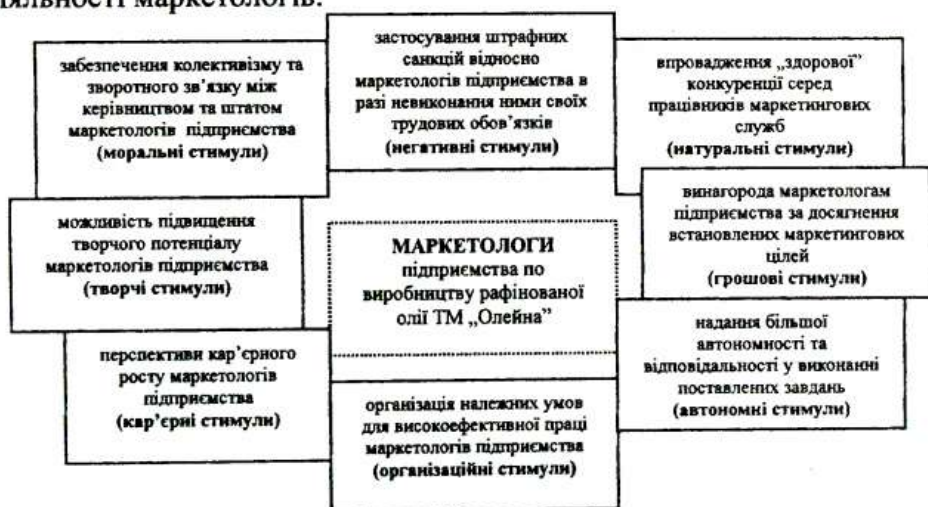 діяльності маркетологів.
забезпечення колективізму та
зворотного зв’язку між
керівництвом та штатом
маркетологів підприємства
(моральні стимули)
застосування штрафних
санкцій відносно
маркетологів підприємства в
разі невиконання ними своїх
трудових обов’язків
(негативні стимули)
впровадження „здорової”
конкуренції серед
працівників маркетингових
служб
(натуральні стимули)
можливість підвищення
творчого потенціалу
маркетологів підприємства
(творчі стимули)
МАРКЕТОЛОГИ
підприємства по
виробництву рафінованої
олії ТМ „Олейна”
винагорода маркетологам
підприємства за досягнення
встановлених маркетингових
цілей
(грошові стимули)
перспективи кар’єрного
росту маркетологів
підприємства
(кар’єрні стимули)
організація належних умов
для високоефективної праці
маркетологів підприємства
(організаційні стимули)
надання більшої
автономності та
відповідальності у виконанні
поставлених завдань
(автономні стимули)